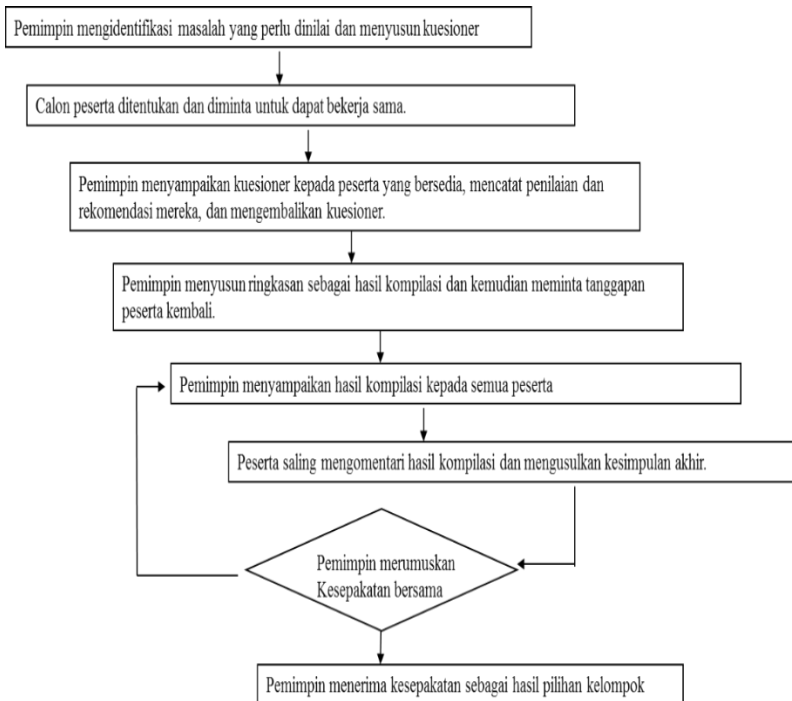 Pemimpin mengidentifikasi masalah yang perlu dinilai dan menyusun kuesioner
Calon peserta ditentukan dan diminta untuk dapat bekerja sama.
Pemimpin menyampaikan kuesioner kepada peserta yang bersedia, mencatat penilaian dan
rekomendasi mereka, dan mengembalikan kuesioner.
Pemimpin menyusun ringkasan sebagai hasil kompilasi dan kemudian meminta tanggapan
peserta kembali.
Pemimpin menyampaikan hasil kompilasi kepada semua peserta
Peserta saling mengomentari hasil kompilasi dan mengusulkan kesimpulan akhir.
Pemimpin merumuskan
Kesepakatan bersama
Pemimpin menerima kesepakatan sebagai hasil pilihan kelompok